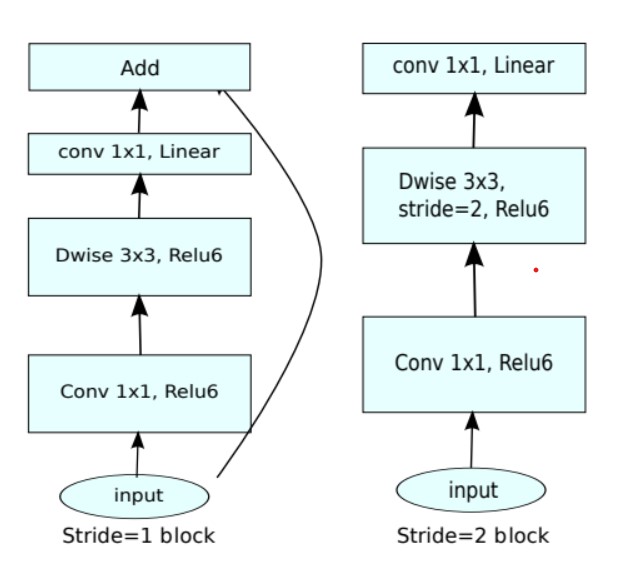 Add
conv 1x1, Linear
Dwise 3x3, Relu6
Conv 1x1, Relu6
input
Stride=1 block
conv 1x1, Linear
Dwise 3x3,
stride=2, Relu6
Conv 1x1, Relu6
input
Stride=2 block